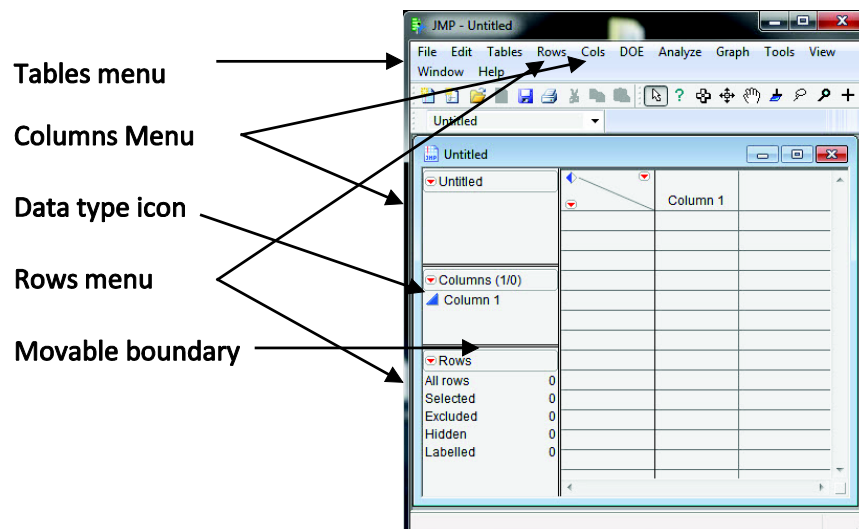 JMP - Untitled
File Edit Tables Rows Cols DOE Analyze Graph Tools View
Window Help
Untitled
Untitled
Untitled
Column 1
Columns (1/0)
Column 1
Rows
All rows 0
Selected 0
Excluded 0
Hidden 0
Labelled 0
Tables menu
Columns Menu
Data type icon
Rows menu
Movable boundary